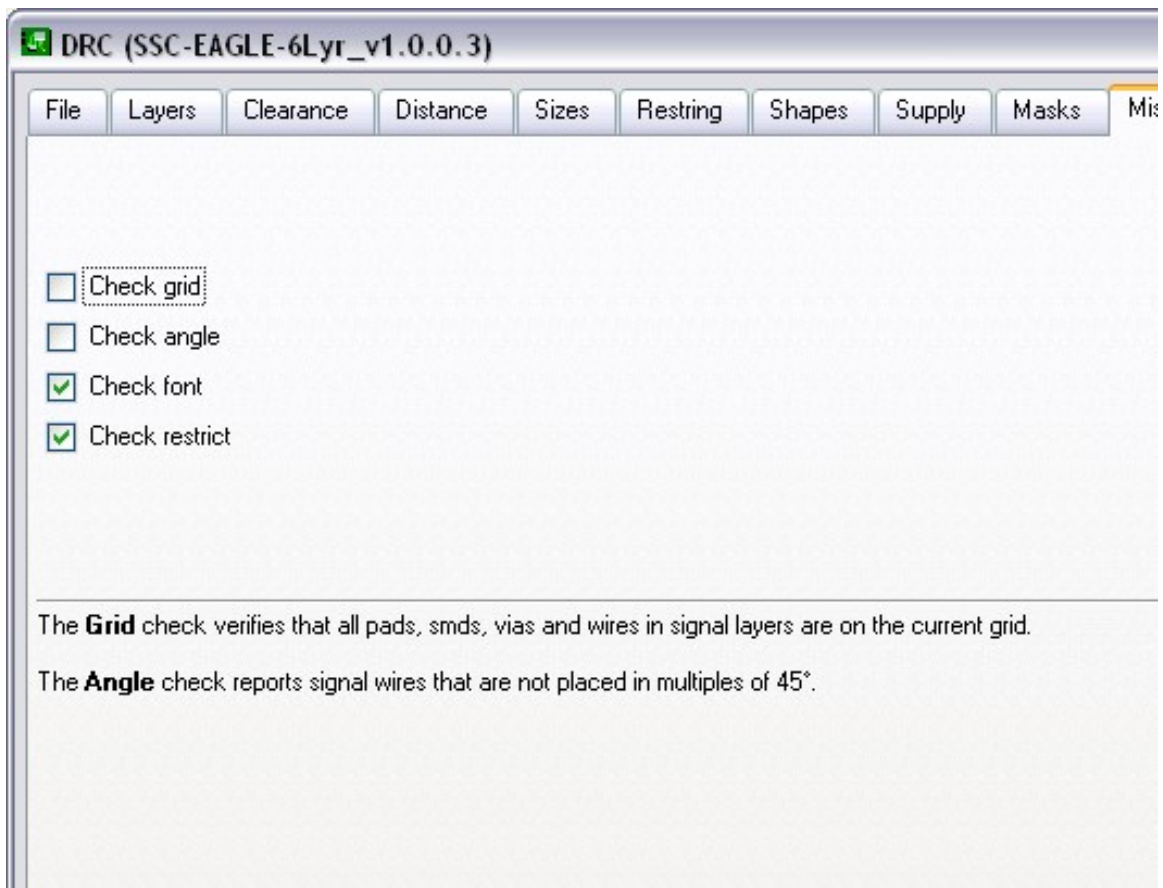 DRC (SSC-EAGLE-6Lyr_v1.0.0.3)
File Layers Clearance Distance Sizes Restring Shapes Supply Masks Mis
Check grid
Check angle
Check font
Check restrict
The Grid check verifies that all pads, smds, vias and wires in signal layers are on the current grid.
The Angle check reports signal wires that are not placed in multiples of 45°.